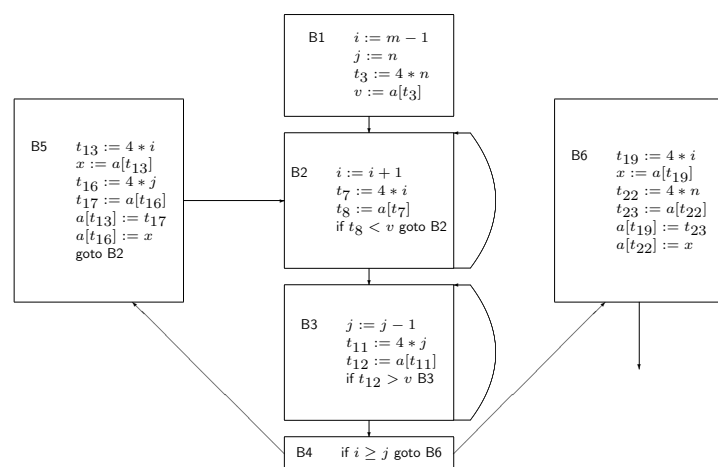 B1 i := m − 1
j := n
t₃ := 4 ∗ n
v := a[t₃]
B5 t₁₃ := 4 ∗ i
x := a[t₁₃]
t₁₆ := 4 ∗ j
t₁₇ := a[t₁₆]
a[t₁₃] := t₁₇
a[t₁₆] := x
goto B2
B2 i := i + 1
t₇ := 4 ∗ i
t₈ := a[t₇]
if t₈ < v goto B2
B6 t₁₉ := 4 ∗ i
x := a[t₁₉]
t₂₂ := 4 ∗ n
t₂₃ := a[t₂₂]
a[t₁₉] := t₂₃
a[t₂₂] := x
B3 j := j − 1
t₁₁ := 4 ∗ j
t₁₂ := a[t₁₁]
if t₁₂ > v B3
B4 if i ≥ j goto B6